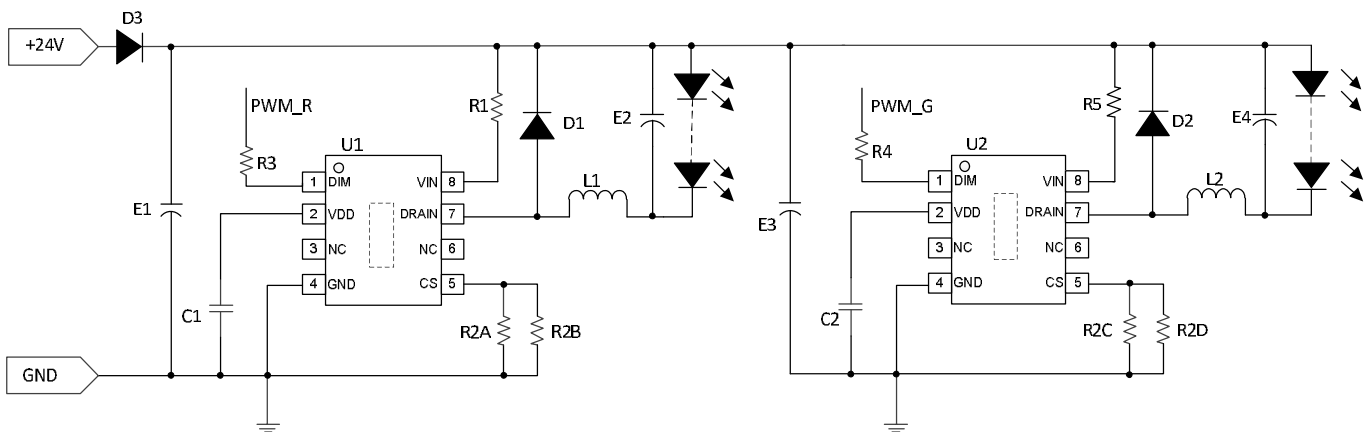 D3
+24V
PWM_R
R1
D1
E2
PWM_G
R5
D2
E4
R3
U1
R4
U2
1 DIM VIN 8
1 DIM VIN 8
L1
L2
E1
2 VDD DRAIN 7
E3
2 VDD DRAIN 7
3 NC NC 6
3 NC NC 6
4 GND CS 5
4 GND CS 5
C1
R2A
R2B
C2
R2C
R2D
GND